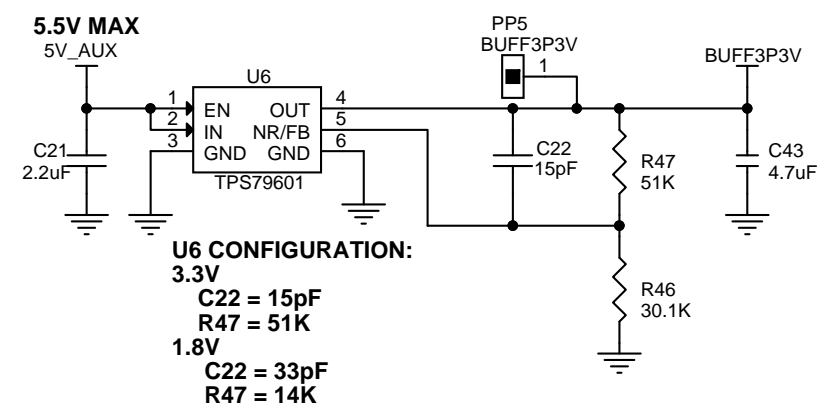 5.5V MAX
5V_AUX
PP5
BUFF3P3V
1
BUFF3P3V
U6
1
EN
OUT
4
2
IN
NR/FB
5
3
GND
GND
6
TPS79601
C21
2.2uF
C22
15pF
R47
51K
C43
4.7uF
R46
30.1K
U6 CONFIGURATION:
3.3V
C22 = 15pF
R47 = 51K
1.8V
C22 = 33pF
R47 = 14K